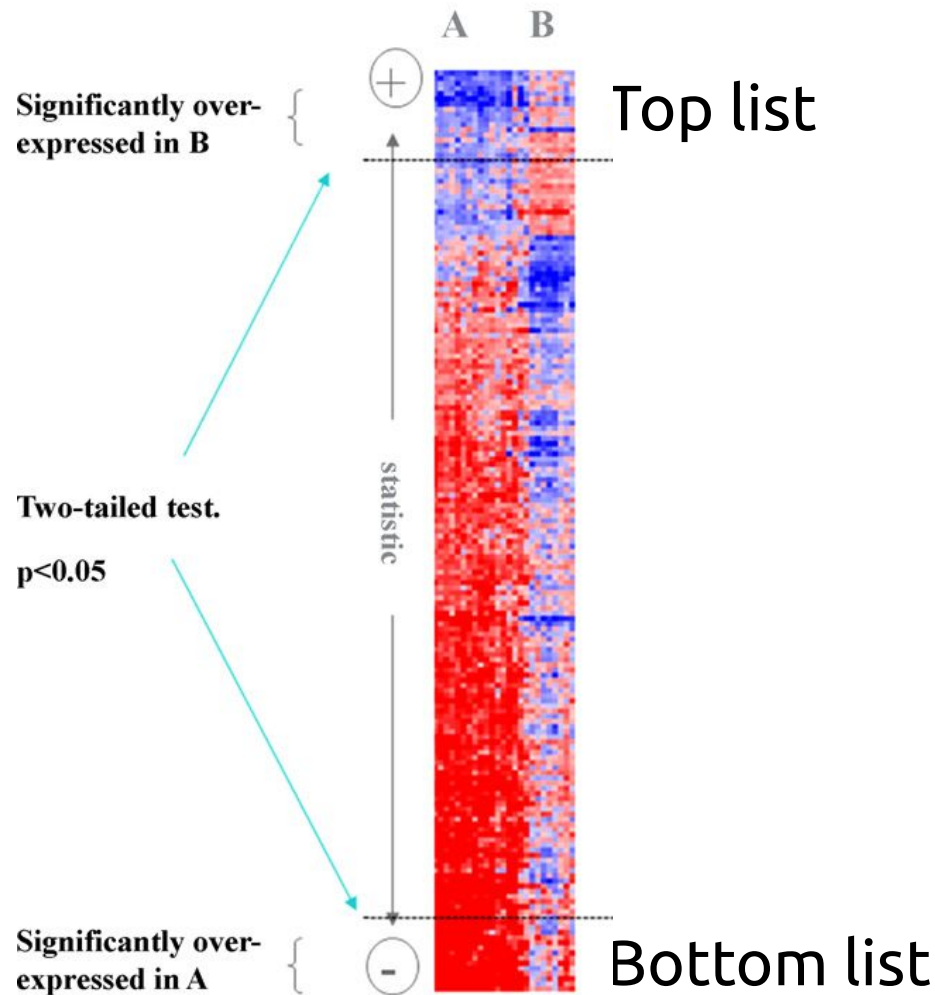 A B
+
Significantly over-
expressed in B
Top list
statistic
Two-tailed test.
p<0.05
Significantly over-
expressed in A
-
Bottom list